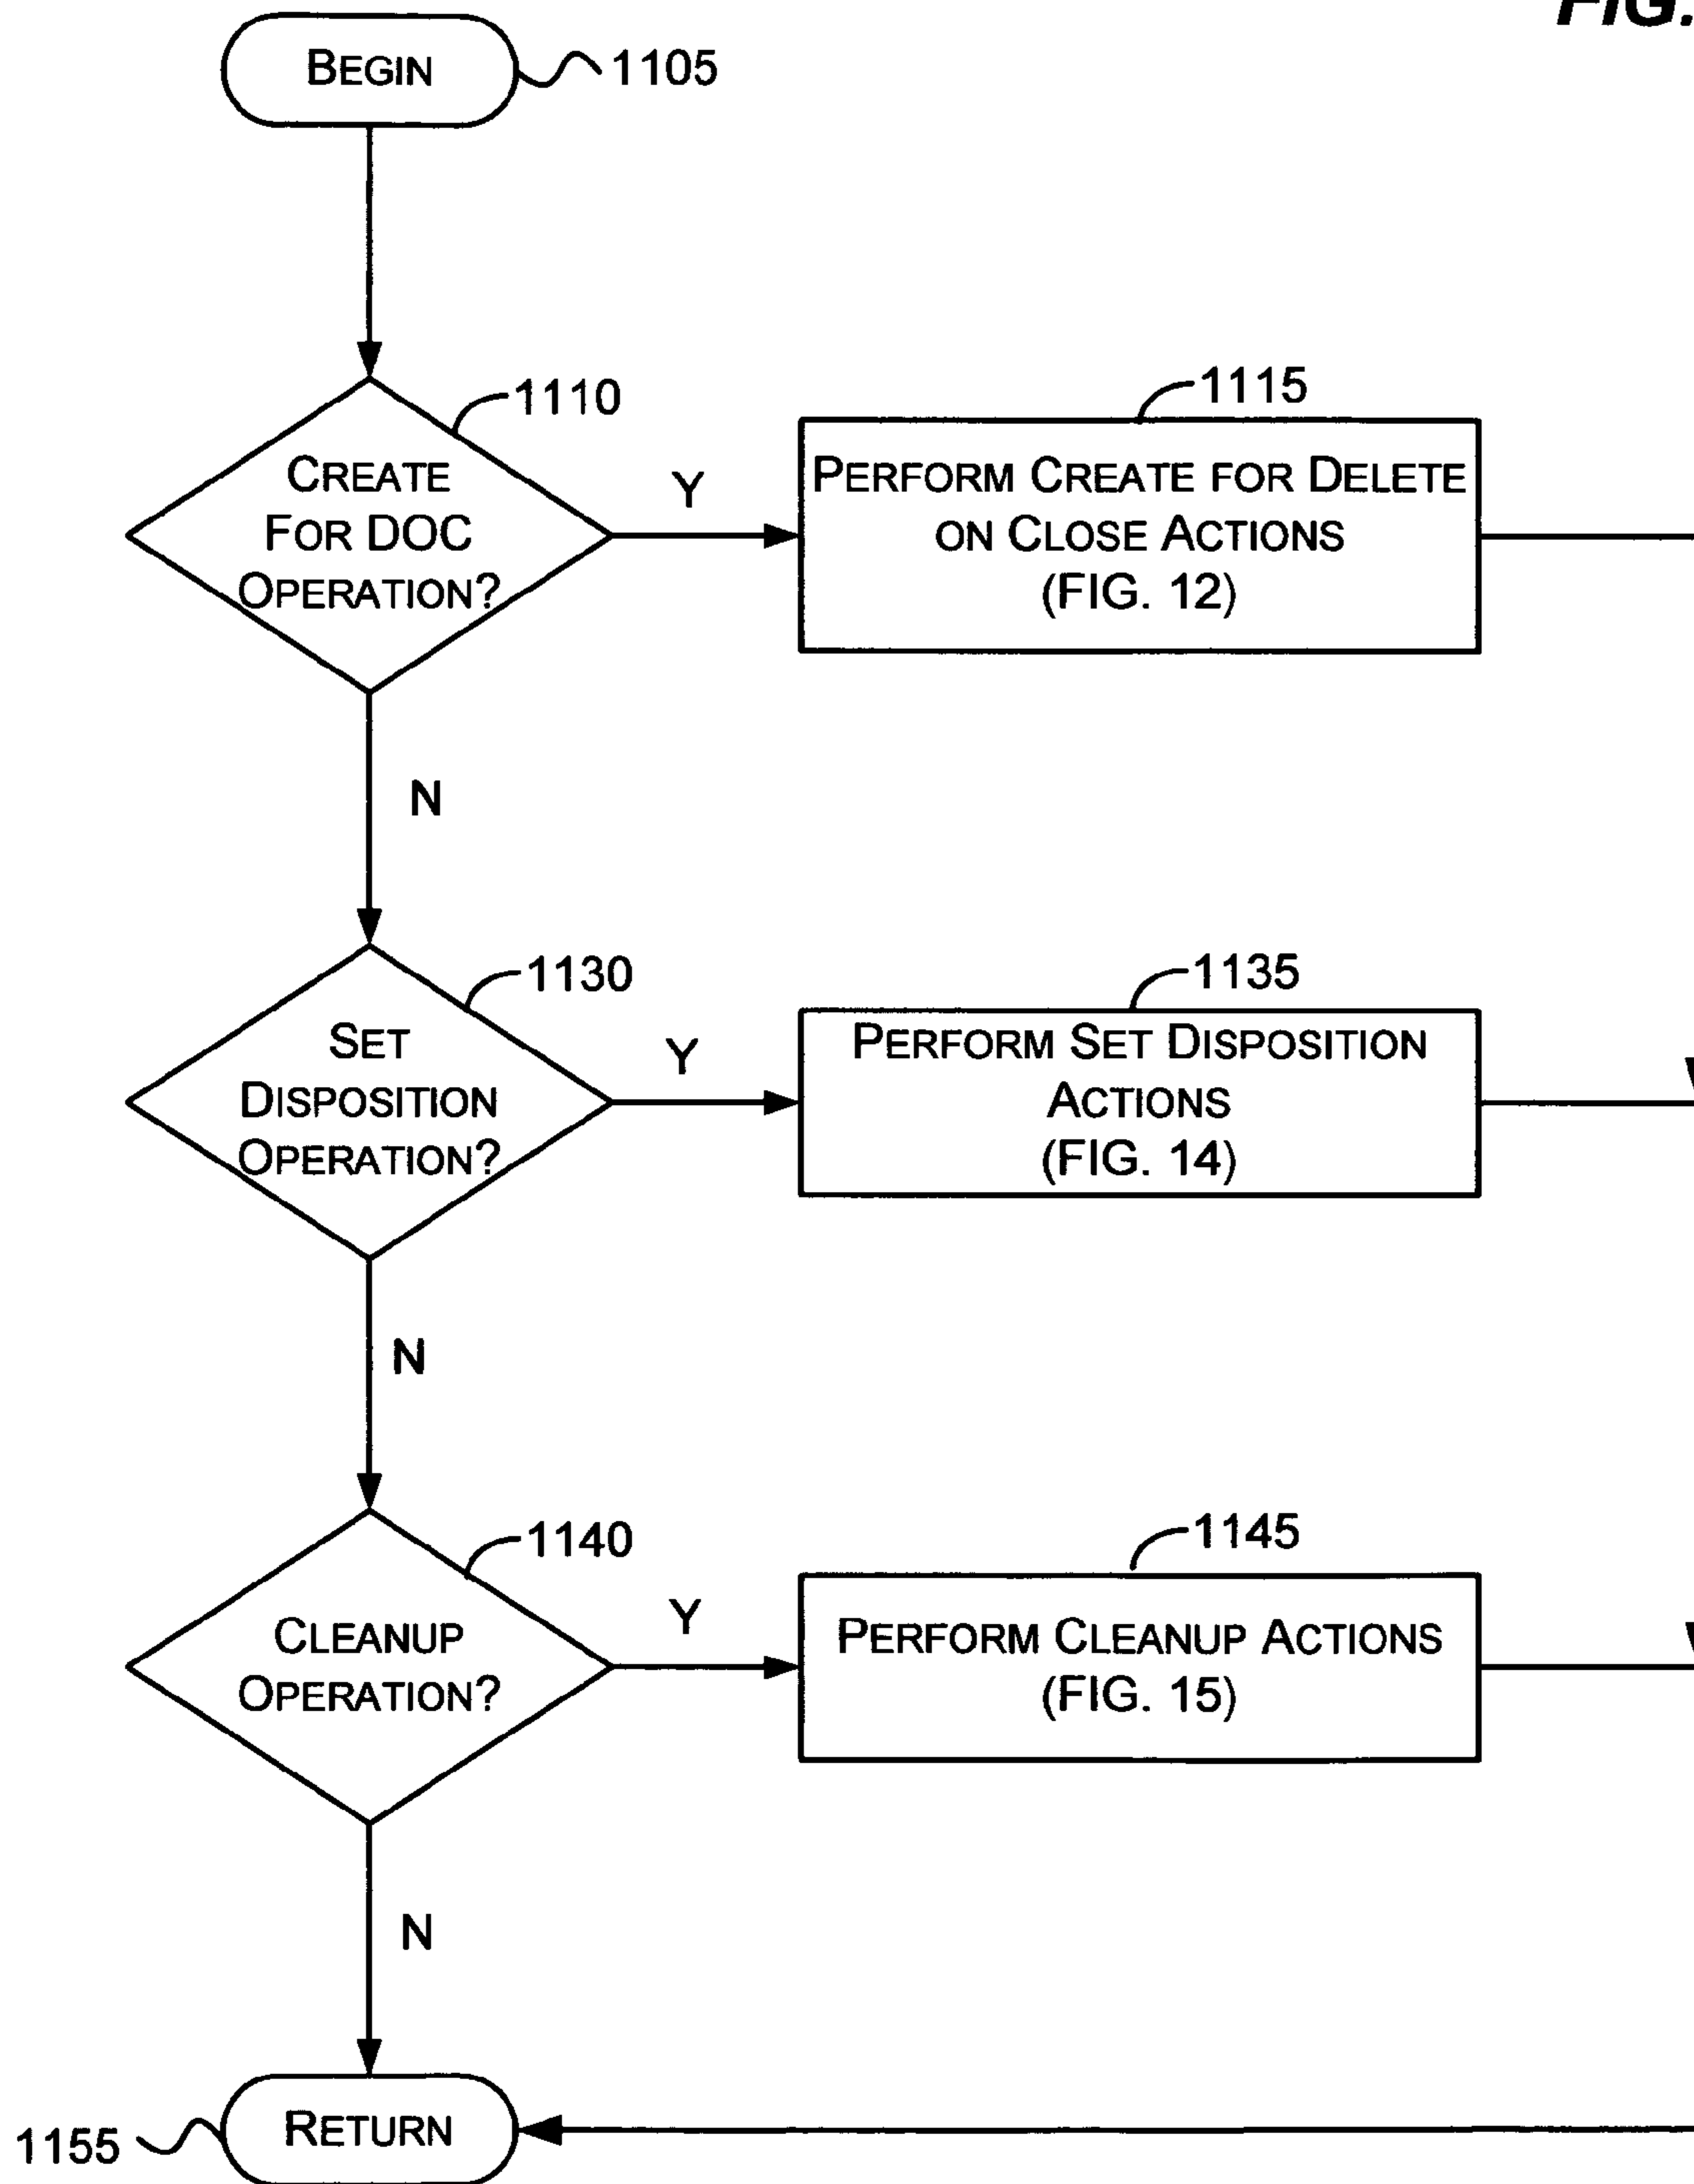 FIG.
BEGIN
1105
1110
CREATE
FOR DOC
OPERATION?
Y
1115
PERFORM CREATE FOR DELETE
ON CLOSE ACTIONS
(FIG. 12)
N
1130
SET
DISPOSITION
OPERATION?
Y
1135
PERFORM SET DISPOSITION
ACTIONS
(FIG. 14)
N
1140
CLEANUP
OPERATION?
Y
1145
PERFORM CLEANUP ACTIONS
(FIG. 15)
N
1155
RETURN